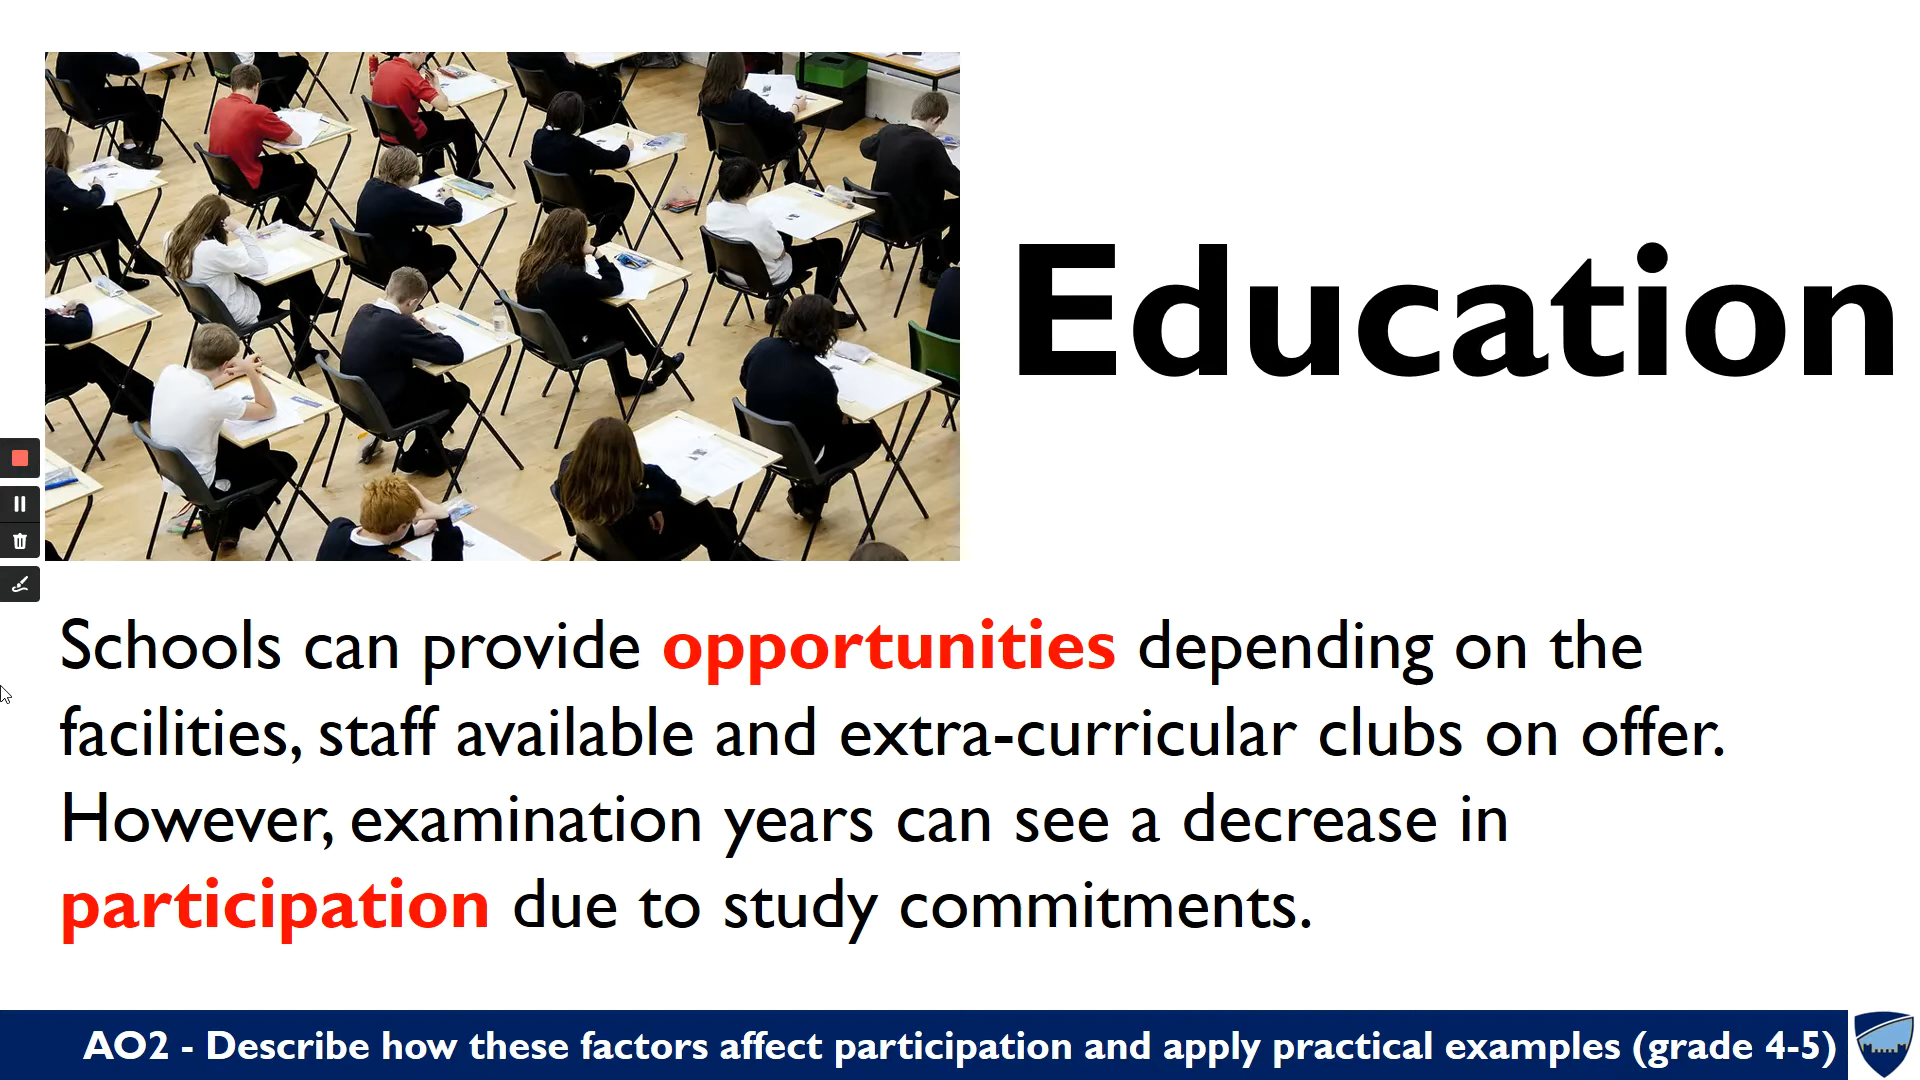 Education
Schools can provide opportunities depending on the
facilities, staff available and extra-curricular clubs on offer.
However, examination years can see a decrease in
participation due to study commitments.
AO2 - Describe how these factors affect participation and apply practical examples (grade 4-5)